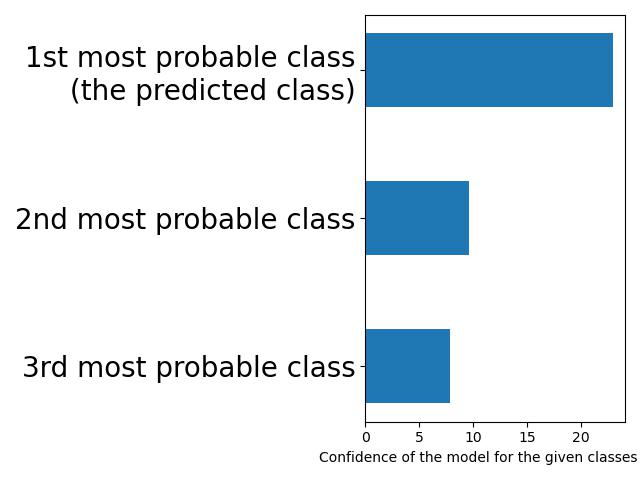 1st most probable class
(the predicted class)
2nd most probable class
3rd most probable class
0 5 10 15 20
Confidence of the model for the given classes